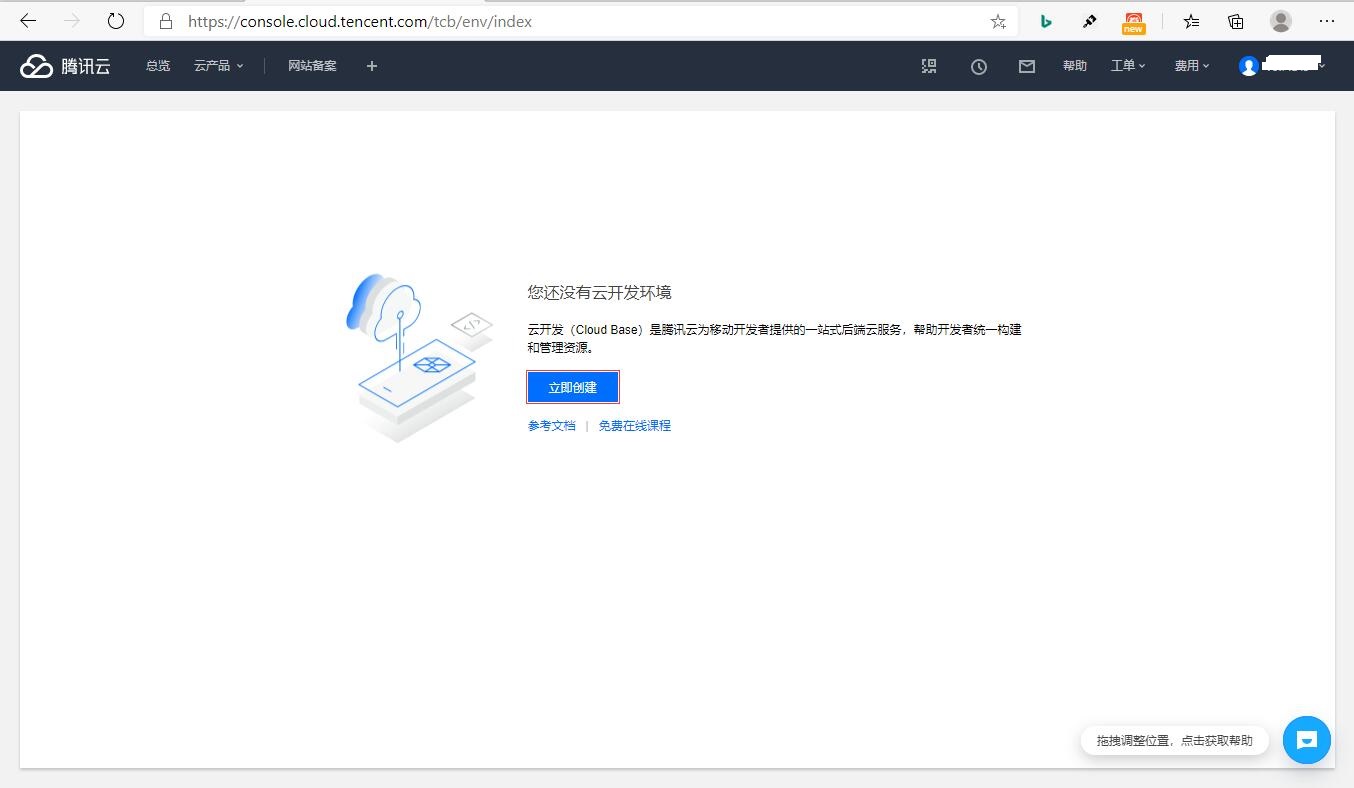 https://console.cloud.tencent.com/tcb/env/index
new
腾讯云 总览 云产品 网站备案 + 帮助 工单 费用
您还没有云开发环境
云开发（Cloud Base）是腾讯云为移动开发者提供的一站式后端云服务，帮助开发者统一构建
和管理资源。
立即创建
参考文档 | 免费在线课程
拖拽调整位置，点击获取帮助